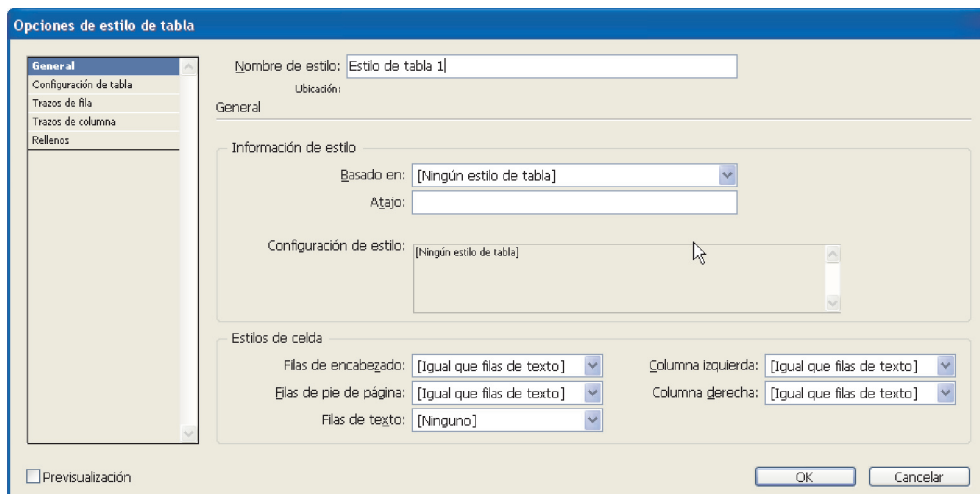 Opciones de estilo de tabla
General
Configuración de tabla
Trazos de fila
Trazos de columna
Rellenos
Nombre de estilo: Estilo de tabla 1
Ubicación:
General
Información de estilo
Basado en: [Ningún estilo de tabla]
Atajo:
Configuración de estilo: [Ningún estilo de tabla]
Estilos de celda
Filas de encabezado: [Igual que filas de texto] Columna izquierda: [Igual que filas de texto]
Filas de pie de página: [Igual que filas de texto] Columna derecha: [Igual que filas de texto]
Filas de texto: [Ninguno]
Previsualización OK Cancelar